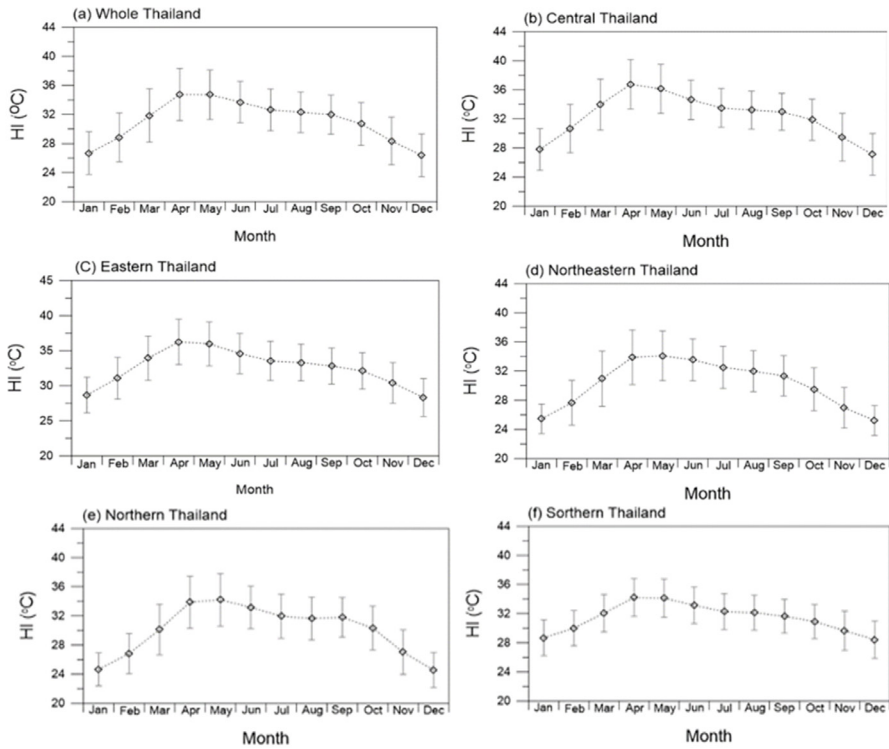 (a) Whole Thailand
44
40
36
32
28
24
20
HI (ºC)
Jan Feb Mar Apr May Jun Jul Aug Sep Oct Nov Dec
Month
(b) Central Thailand
44
40
36
32
28
24
20
HI (ºC)
Jan Feb Mar Apr May Jun Jul Aug Sep Oct Nov Dec
Month
(C) Eastern Thailand
45
40
35
30
25
20
HI (ºC)
Jan Feb Mar Apr May Jun Jul Aug Sep Oct Nov Dec
Month
(d) Northeastern Thailand
44
40
36
32
28
24
20
HI (ºC)
Jan Feb Mar Apr May Jun Jul Aug Sep Oct Nov Dec
Month
(e) Northern Thailand
44
40
36
32
28
24
20
HI (ºC)
Jan Feb Mar Apr May Jun Jul Aug Sep Oct Nov Dec
Month
(f) Sorthern Thailand
44
40
36
32
28
24
20
HI (ºC)
Jan Feb Mar Apr May Jun Jul Aug Sep Oct Nov Dec
Month